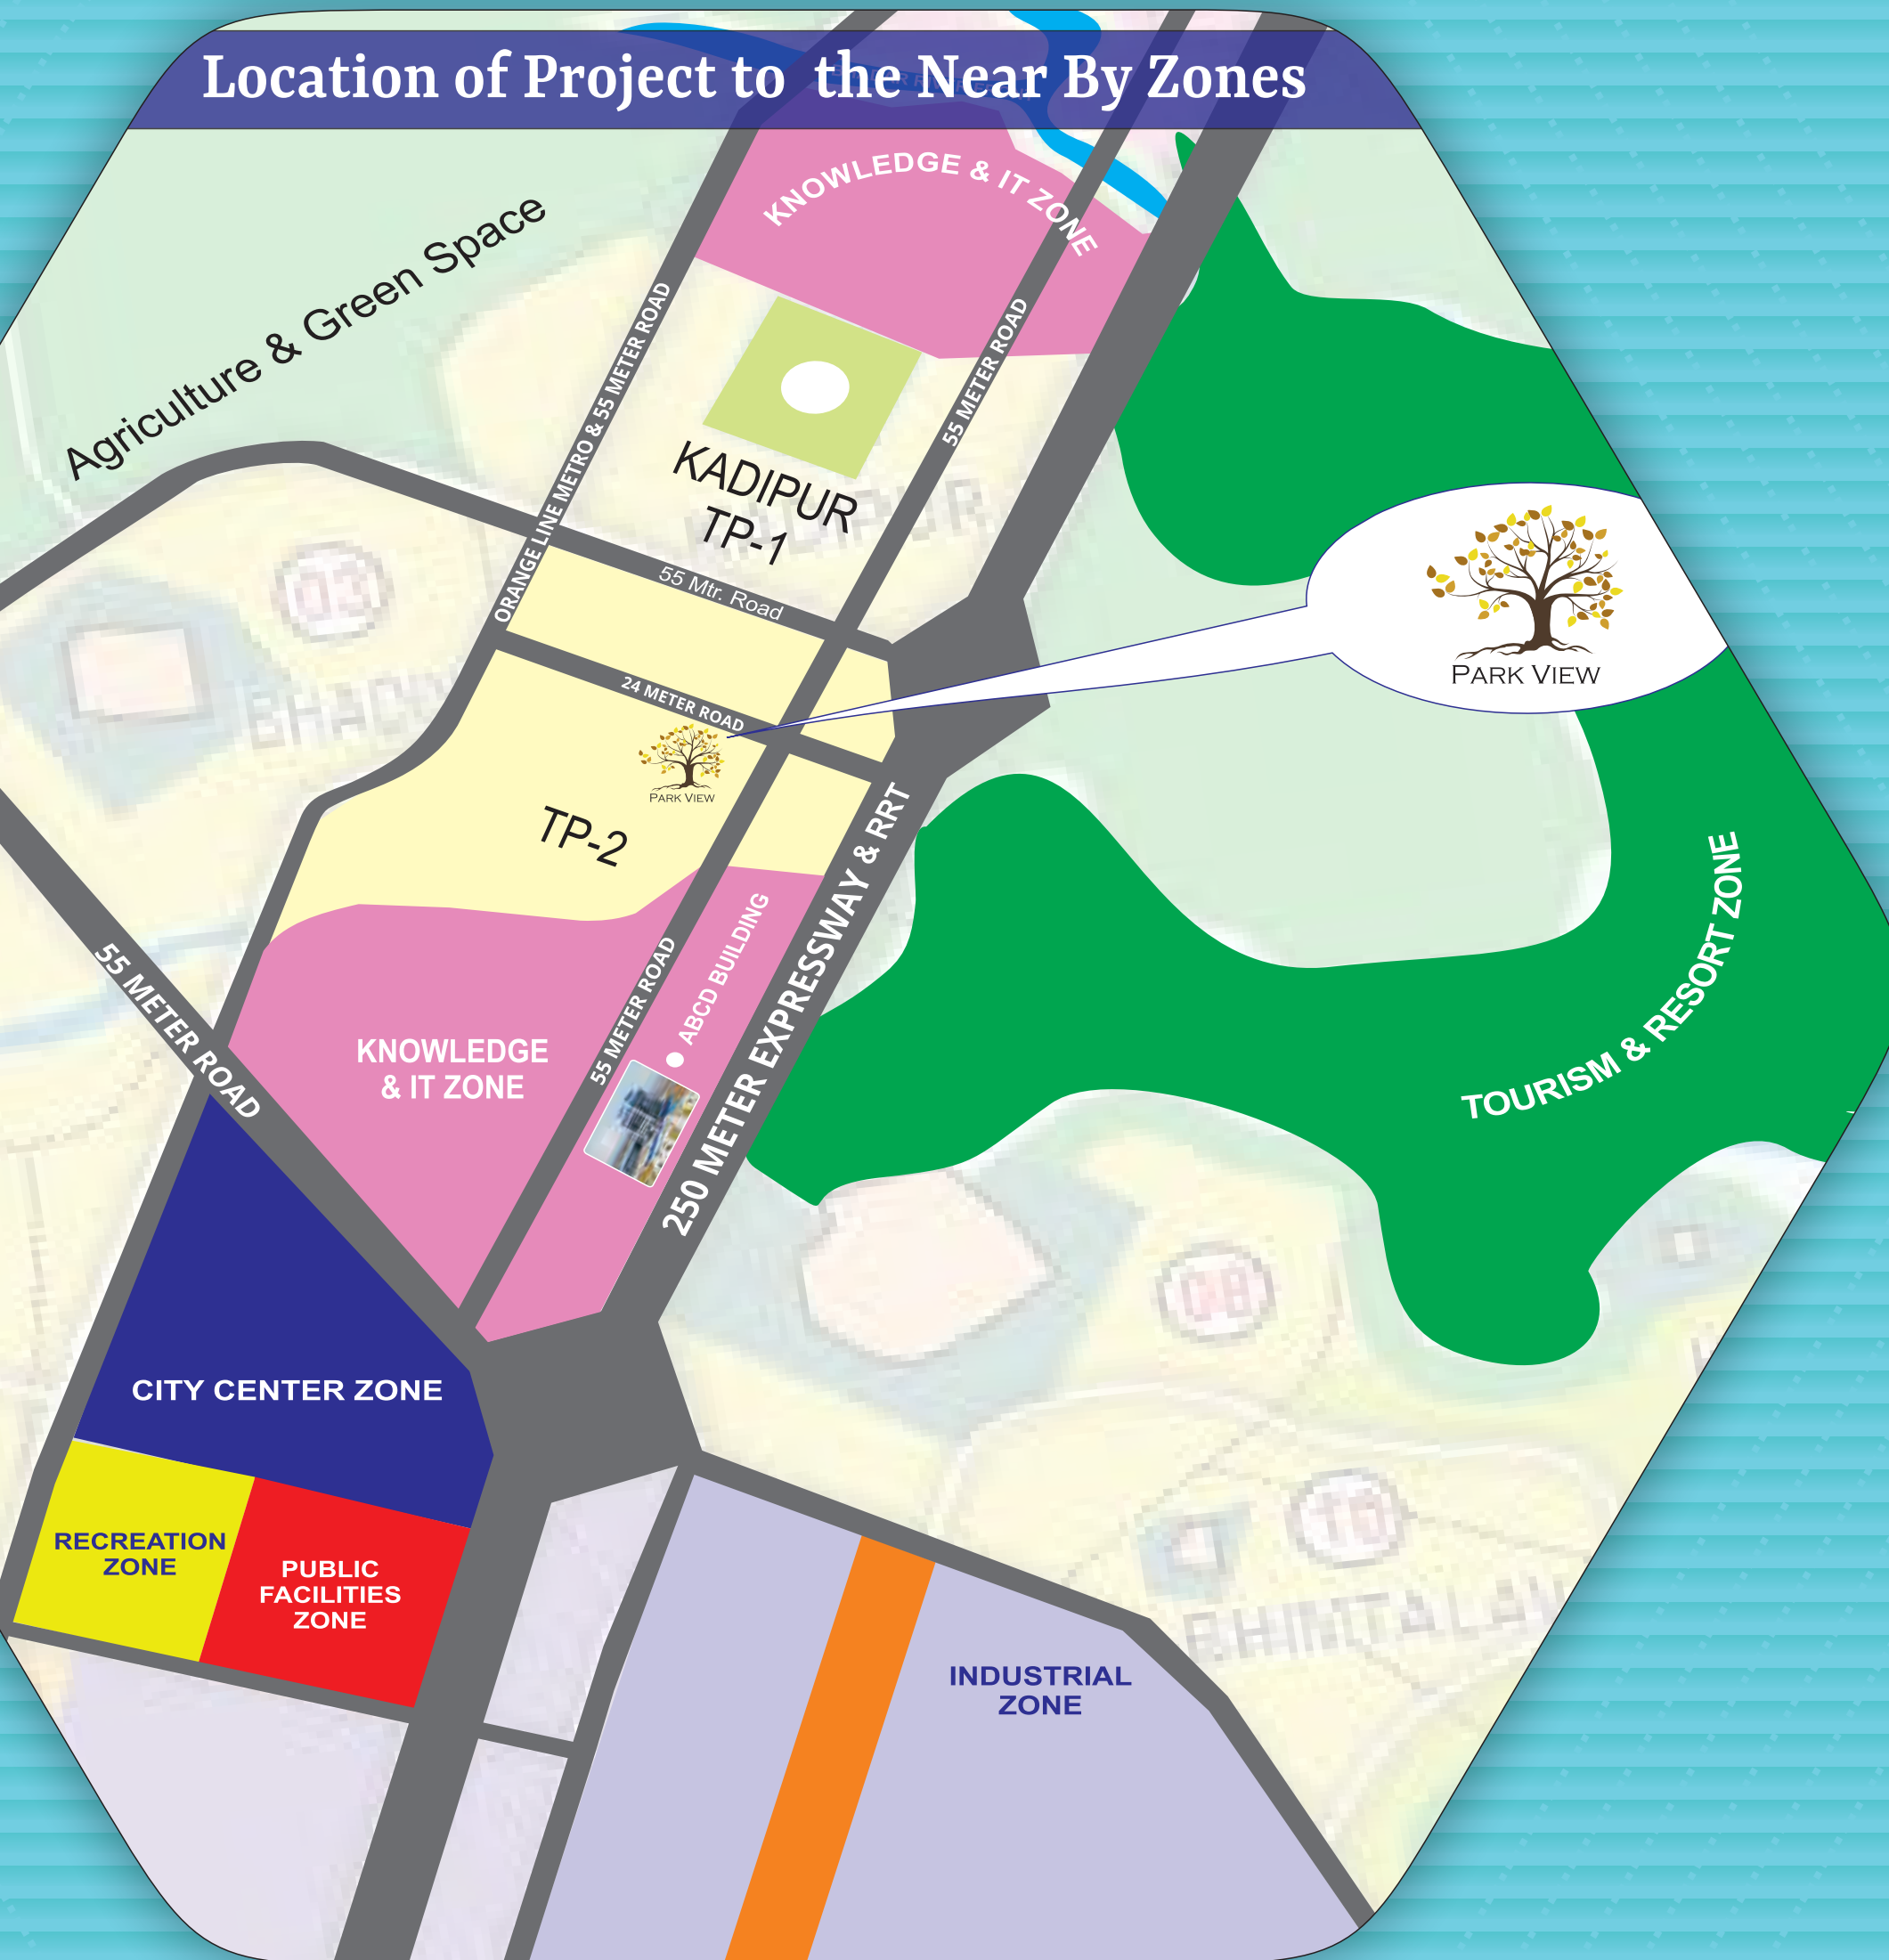 Location of Project to the Near By Zones
KNOWLEDGE & IT ZONE
Agriculture & Green Space
ORANGE LINE METRO & 55 METER ROAD
55 METER ROAD
KADIPUR
TP-1
55 Mtr. Road
PARK VIEW
24 METER ROAD
PARK VIEW
TP-2
TOURISM & RESORT ZONE
ABCD BUILDING
55 METER ROAD
250 METER EXPRESSWAY & RRT
55 METER ROAD
KNOWLEDGE
& IT ZONE
CITY CENTER ZONE
RECREATION
ZONE
PUBLIC
FACILITIES
ZONE
INDUSTRIAL
ZONE